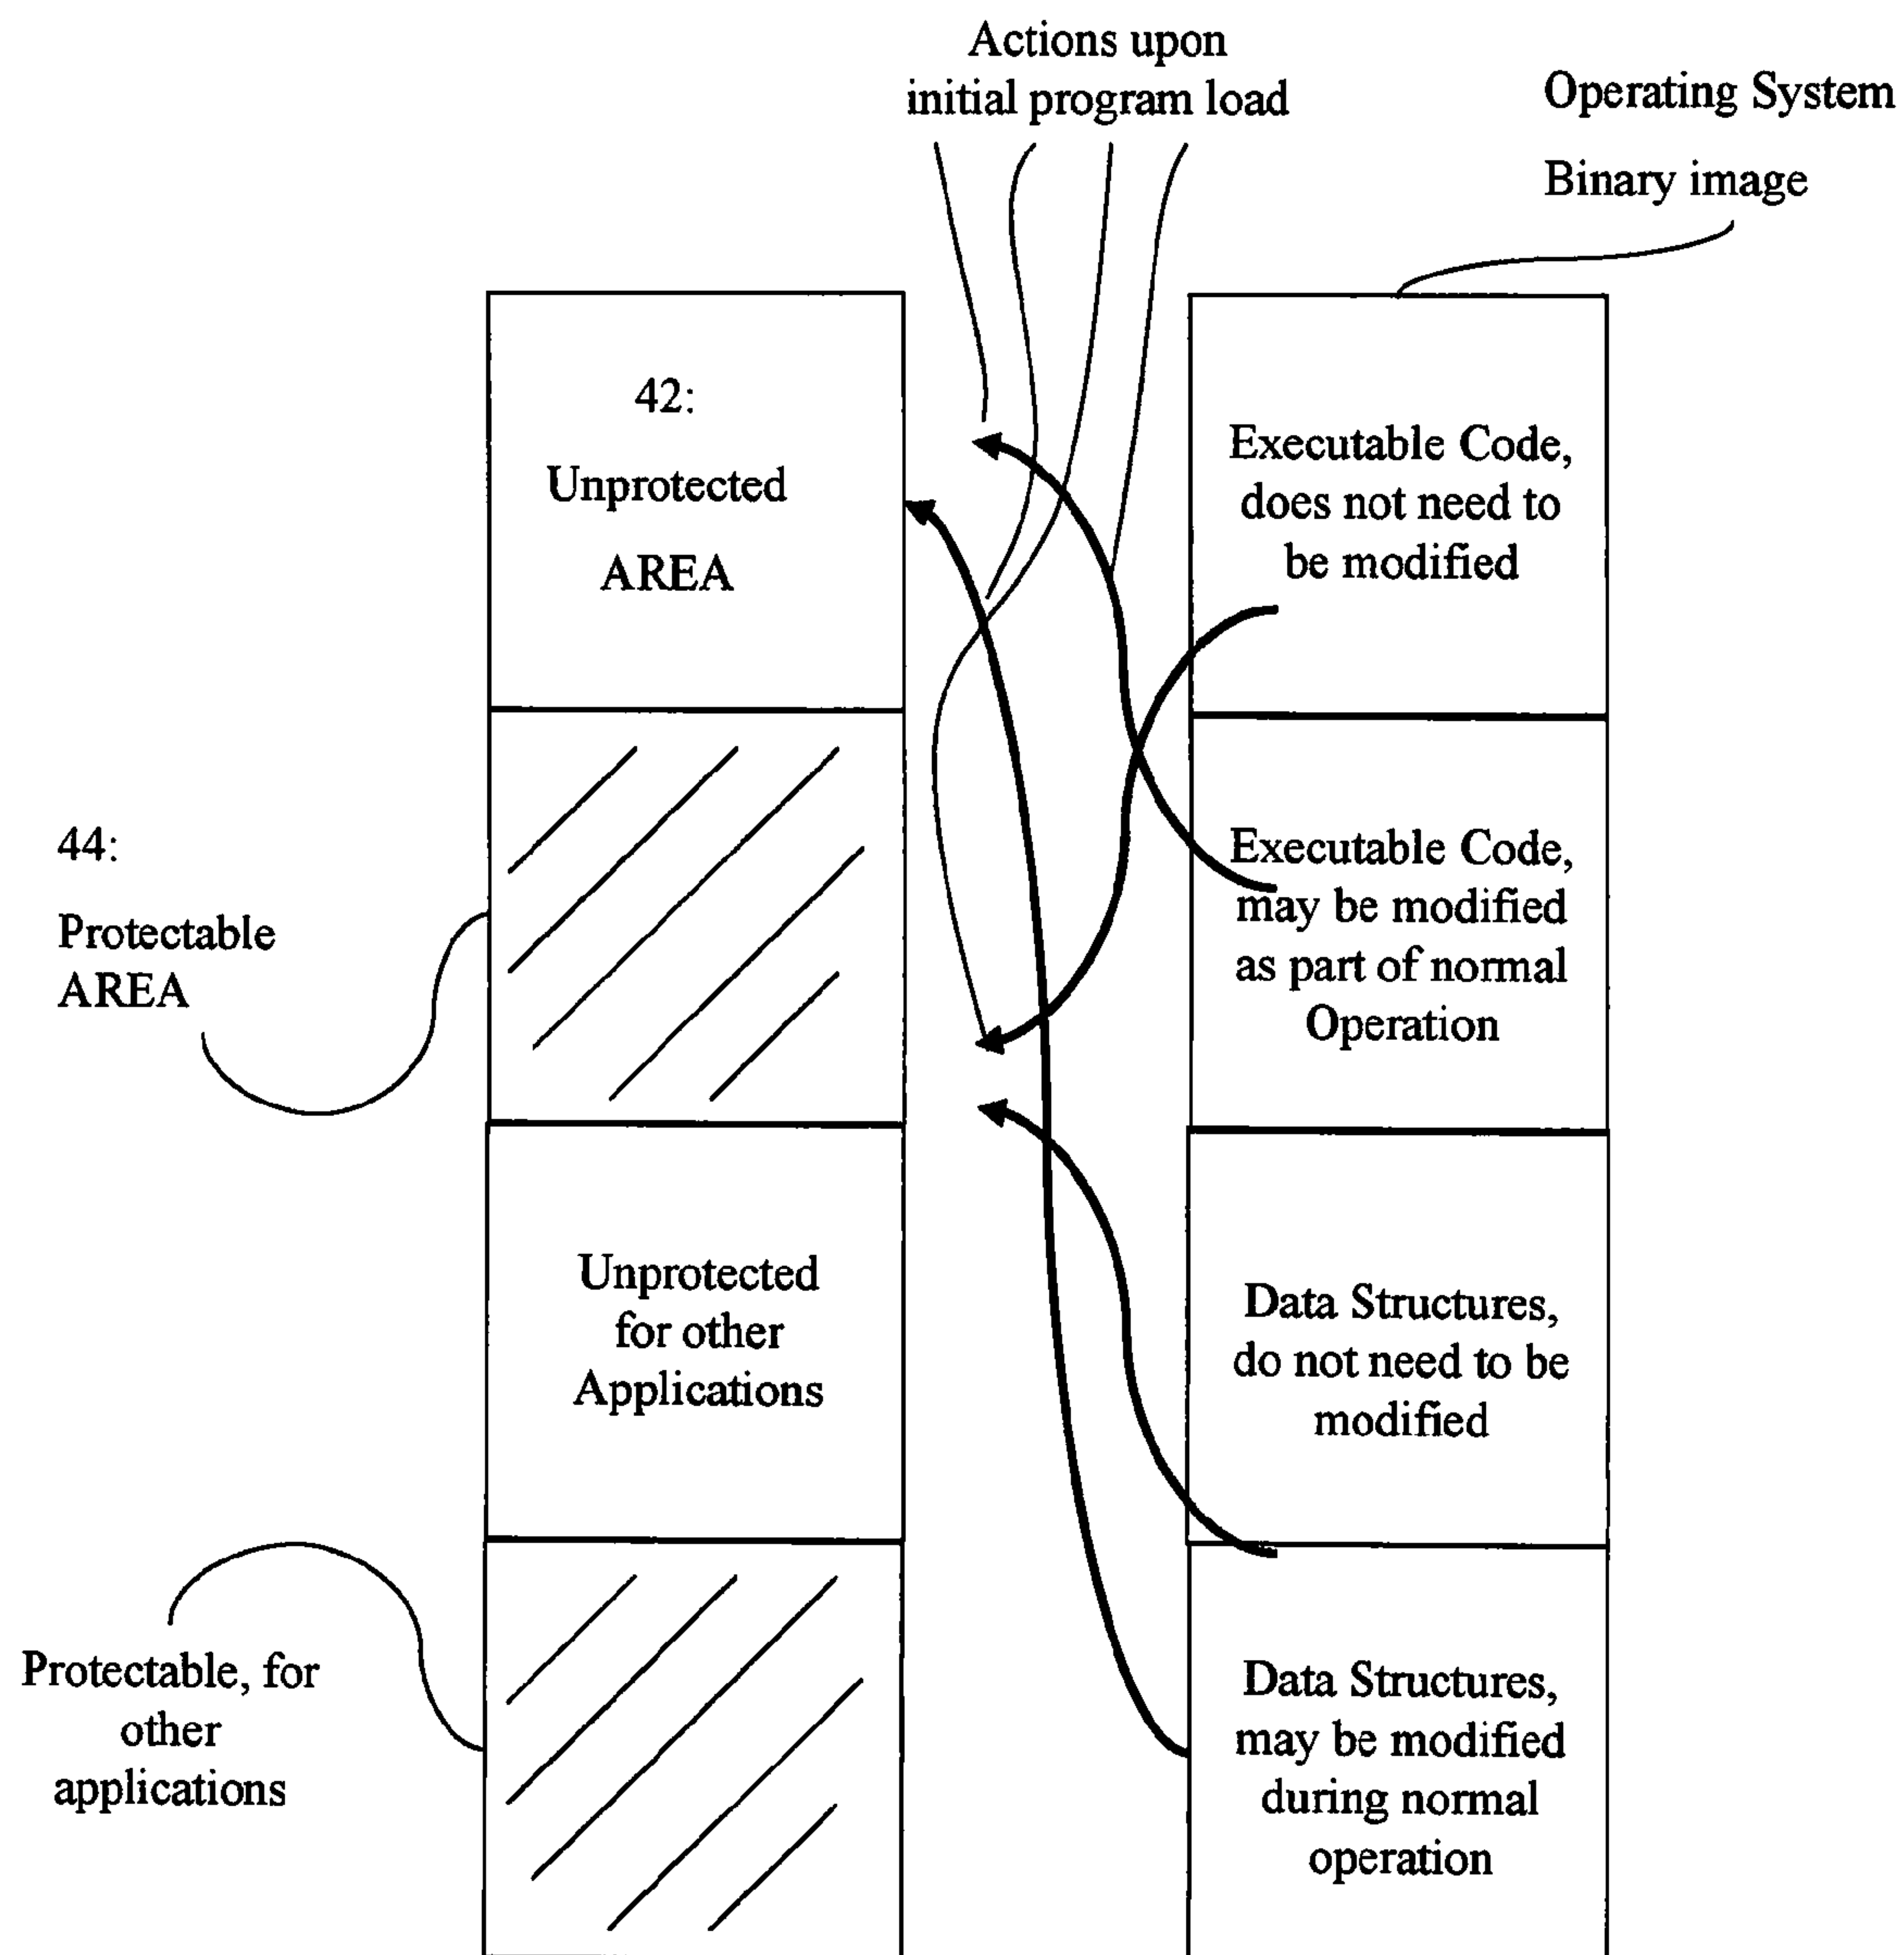 Actions upon
initial program load
Operating System
Binary image
42:
Unprotected
AREA
44:
Protectable
AREA
Unprotected
for other
Applications
Protectable, for
other
applications
Executable Code,
does not need to
be modified
Executable Code,
may be modified
as part of normal
Operation
Data Structures,
do not need to be
modified
Data Structures,
may be modified
during normal
operation